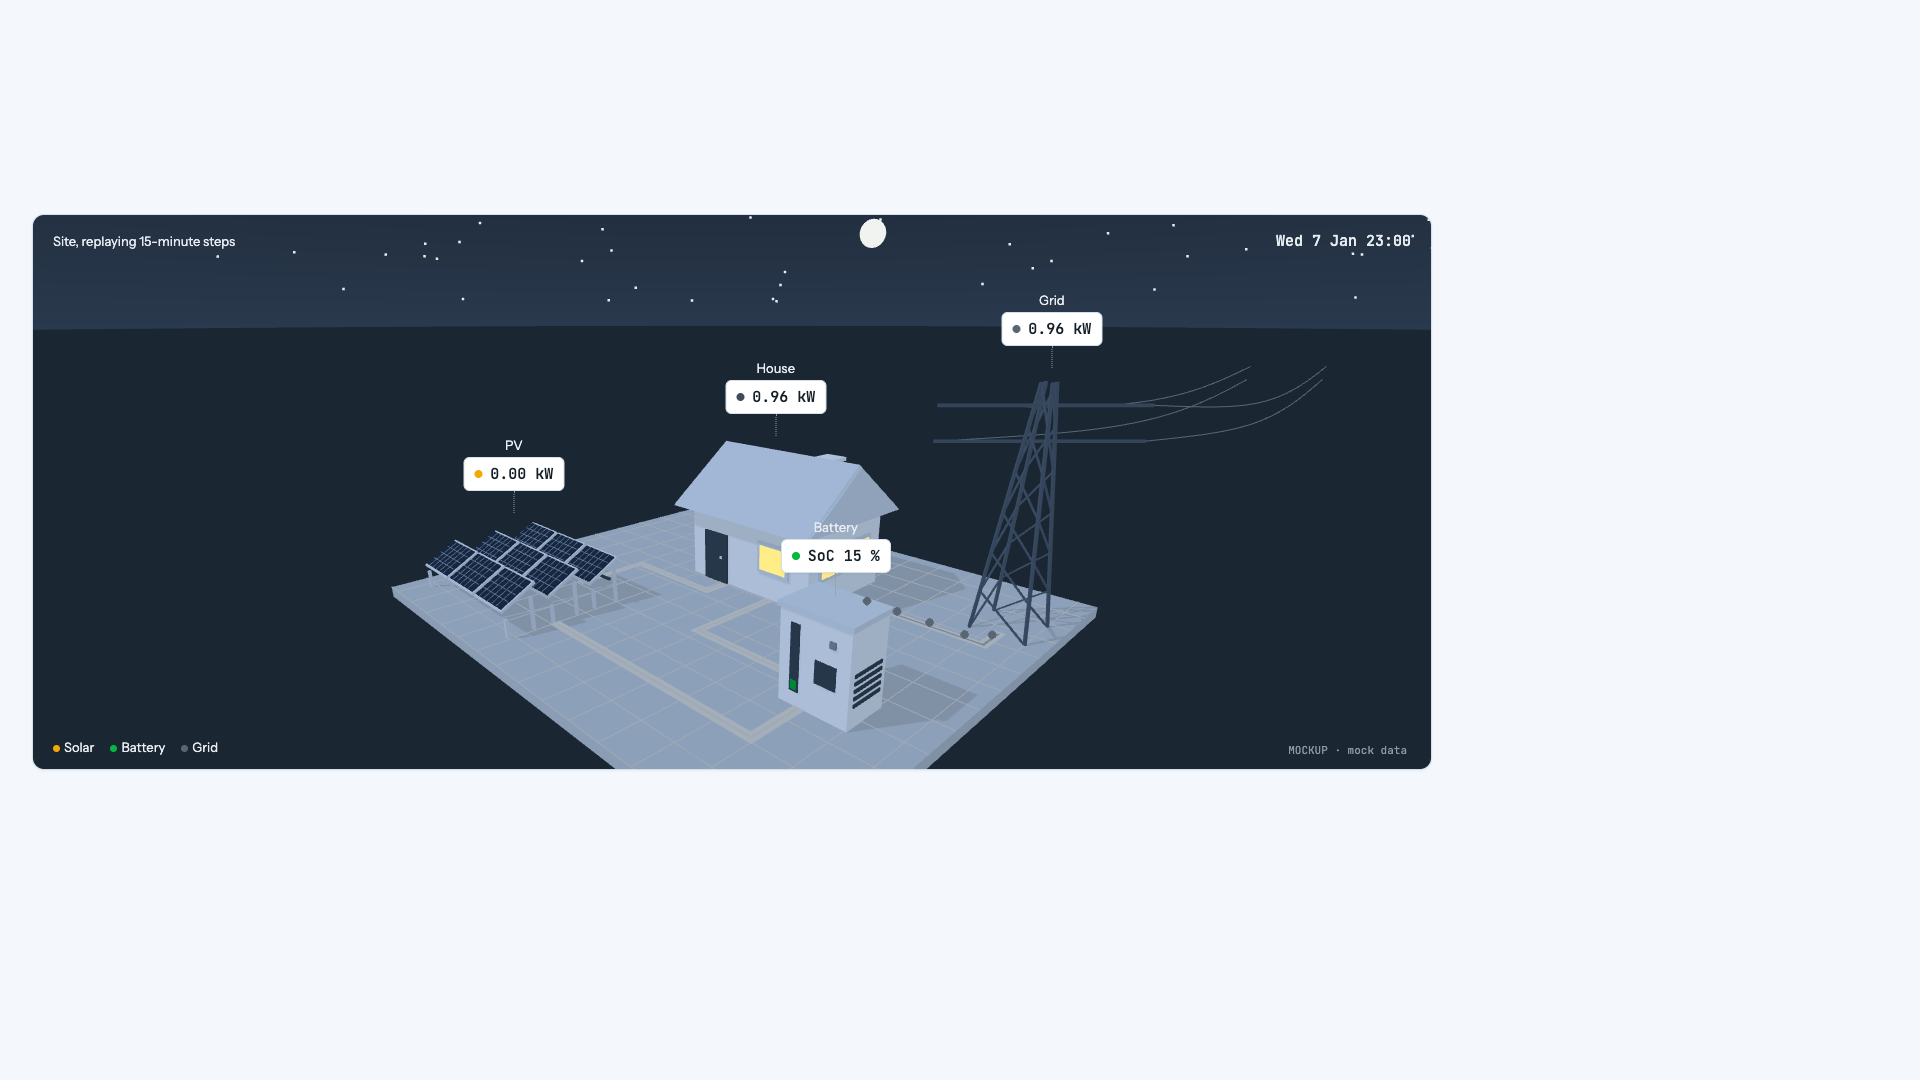 Site, replaying 15-minute steps
Wed 7 Jan 23:00
Grid
0.96 kW
House
0.96 kW
PV
0.00 kW
Battery
SoC 15 %
Solar
Battery
Grid
MOCKUP · mock data